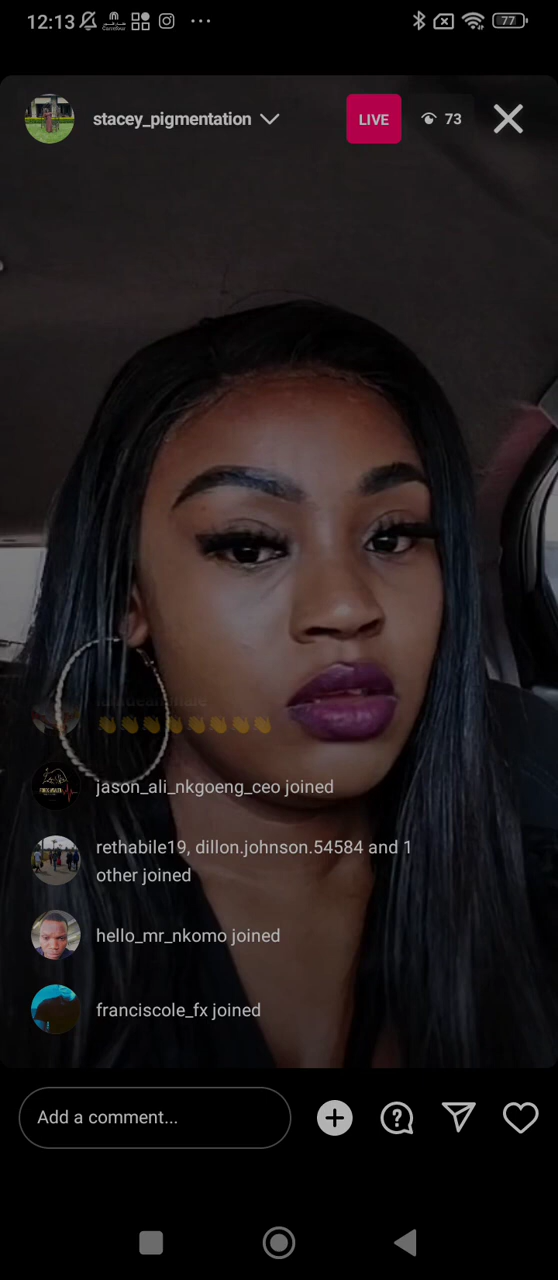 12:13
77
stacey_pigmentation
LIVE
73
👏👏👏👏👏👏👏👏
jason_ali_nkgoeng_ceo joined
rethabile19, dillon.johnson.54584 and 1
other joined
hello_mr_nkomo joined
franciscole_fx joined
Add a comment...